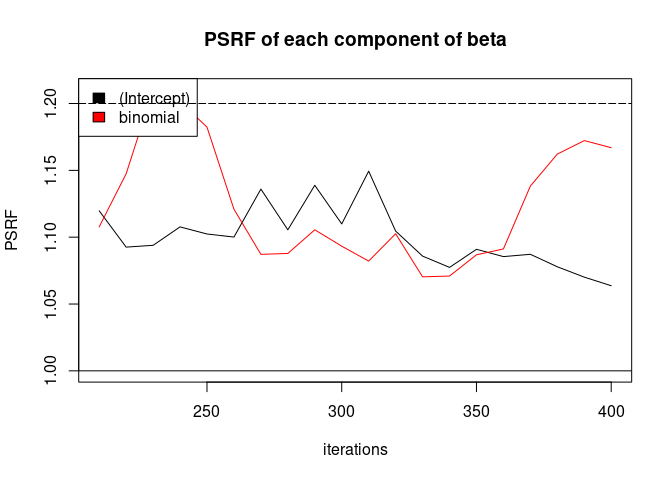 PSRF of each component of beta
(Intercept)
binomial
PSRF
1.20
1.15
1.10
1.05
1.00
250
300
350
400
iterations